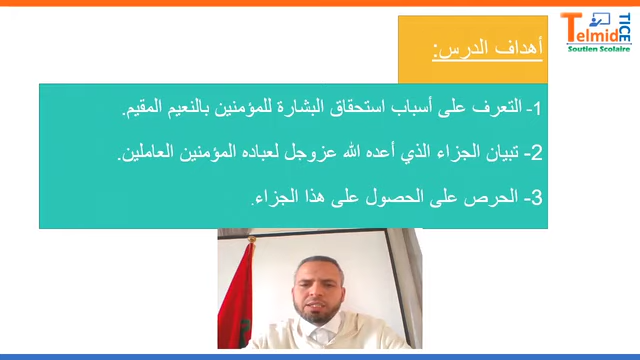 Telmid
TICE
Soutien Scolaire
أهداف الدرس:
1- التعرف على أسباب استحقاق البشارة للمؤمنين بالنعيم المقيم.
2- تبيان الجزاء الذي أعده الله عزوجل لعباده المؤمنين العاملين.
3- الحرص على الحصول على هذا الجزاء.